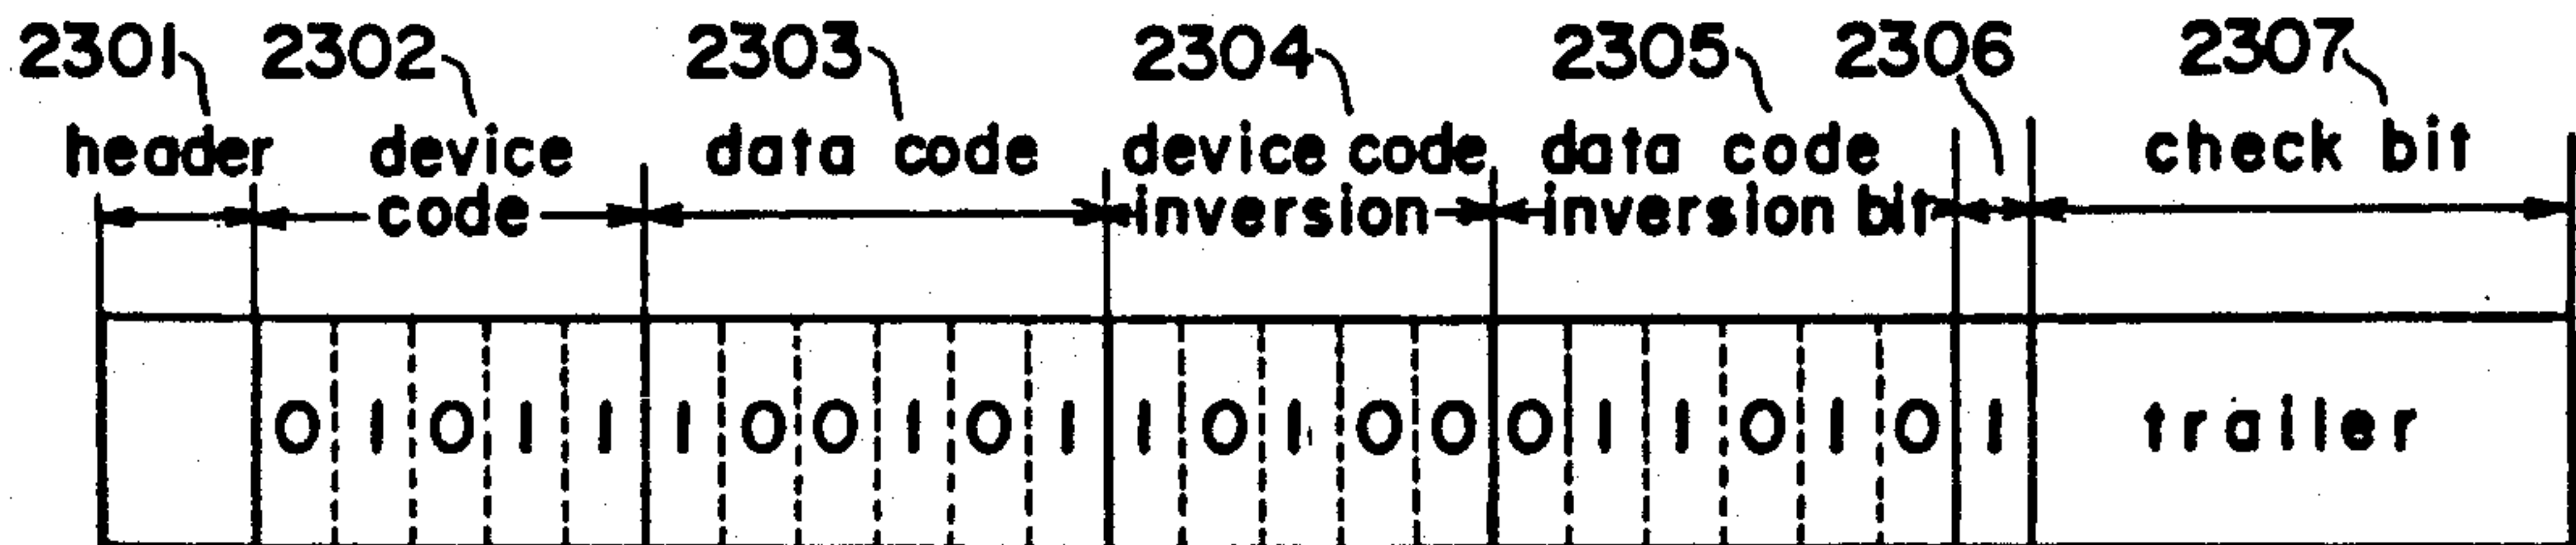 2301 2302 2303 2304 2305 2306 2307
header device data code device code data code check bit
code inversion inversion bit
0 1 0 1 1 1 0 0 1 0 1 1 0 1 0 0 0 1 1 0 1 0 1 trailer